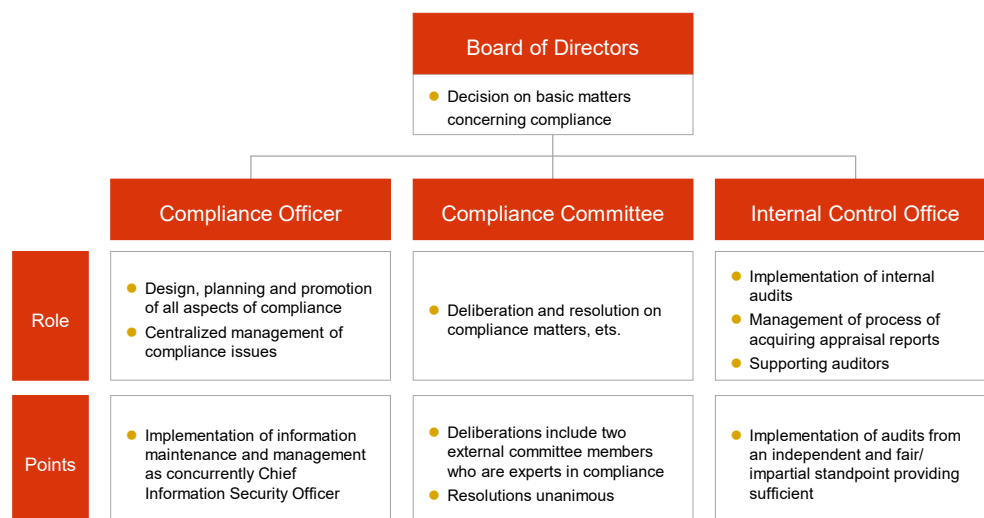 Board of Directors
Decision on basic matters
concerning compliance
Compliance Officer
Compliance Committee
Internal Control Office
Role
Design, planning and promotion
of all aspects of compliance
Centralized management of
compliance issues
Deliberation and resolution on
compliance matters, ets.
Implementation of internal
audits
Management of process of
acquiring appraisal reports
Supporting auditors
Points
Implementation of information
maintenance and management
as concurrently Chief
Information Security Officer
Deliberations include two
external committee members
who are experts in compliance
Resolutions unanimous
Implementation of audits from
an independent and fair/
impartial standpoint providing
sufficient